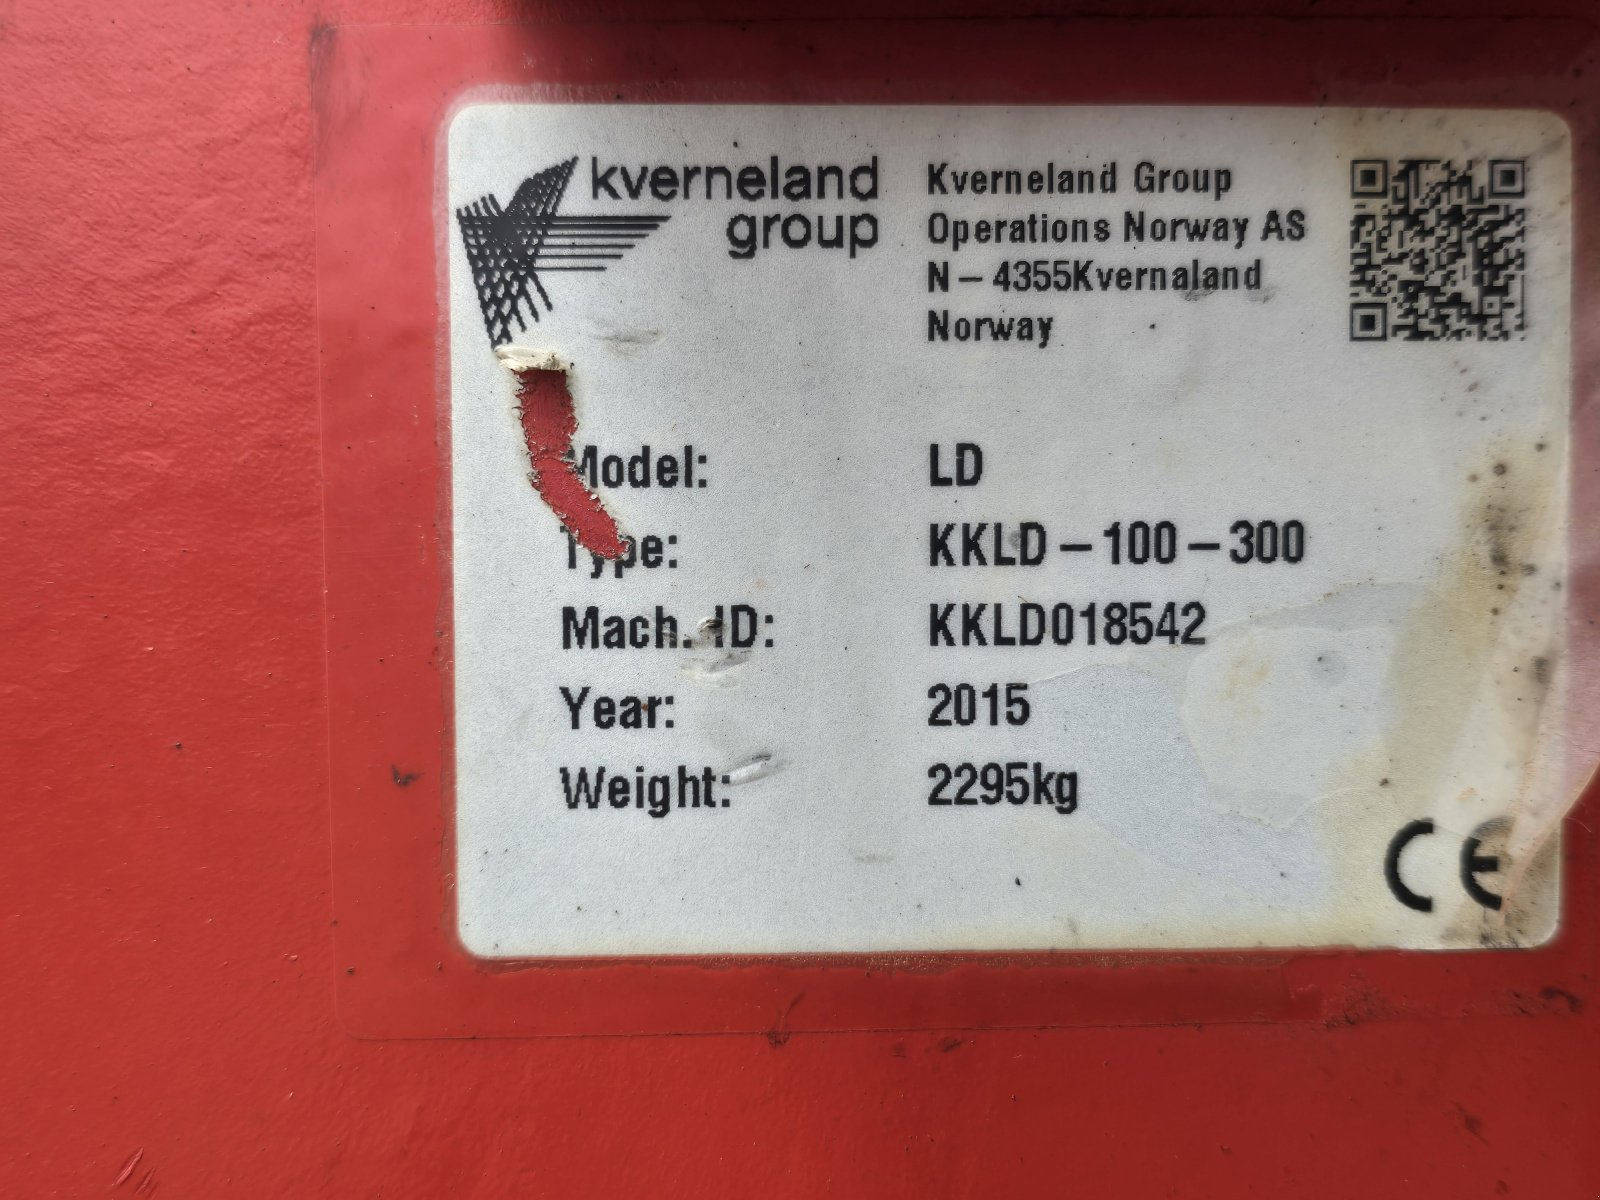 kverneland
group
Kverneland Group
Operations Norway AS
N – 4355Kvernaland
Norway
Model: LD
Type: KKLD – 100 – 300
Mach. ID: KKLD018542
Year: 2015
Weight: 2295kg
CE